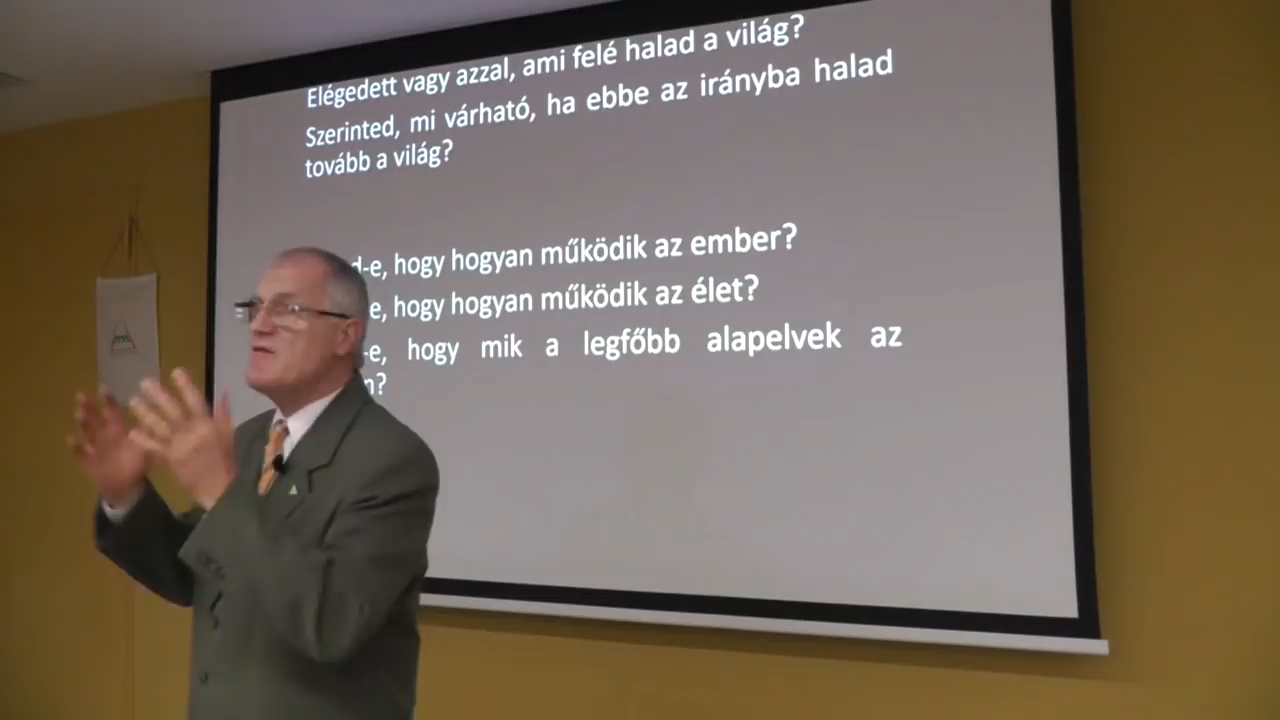 Elégedett vagy azzal, ami felé halad a világ?
Szerinted, mi várható, ha ebbe az irányba halad
tovább a világ?
hogy hogyan működik az ember?
hogy hogyan működik az élet?
hogy mik a legfőbb alapelvek az